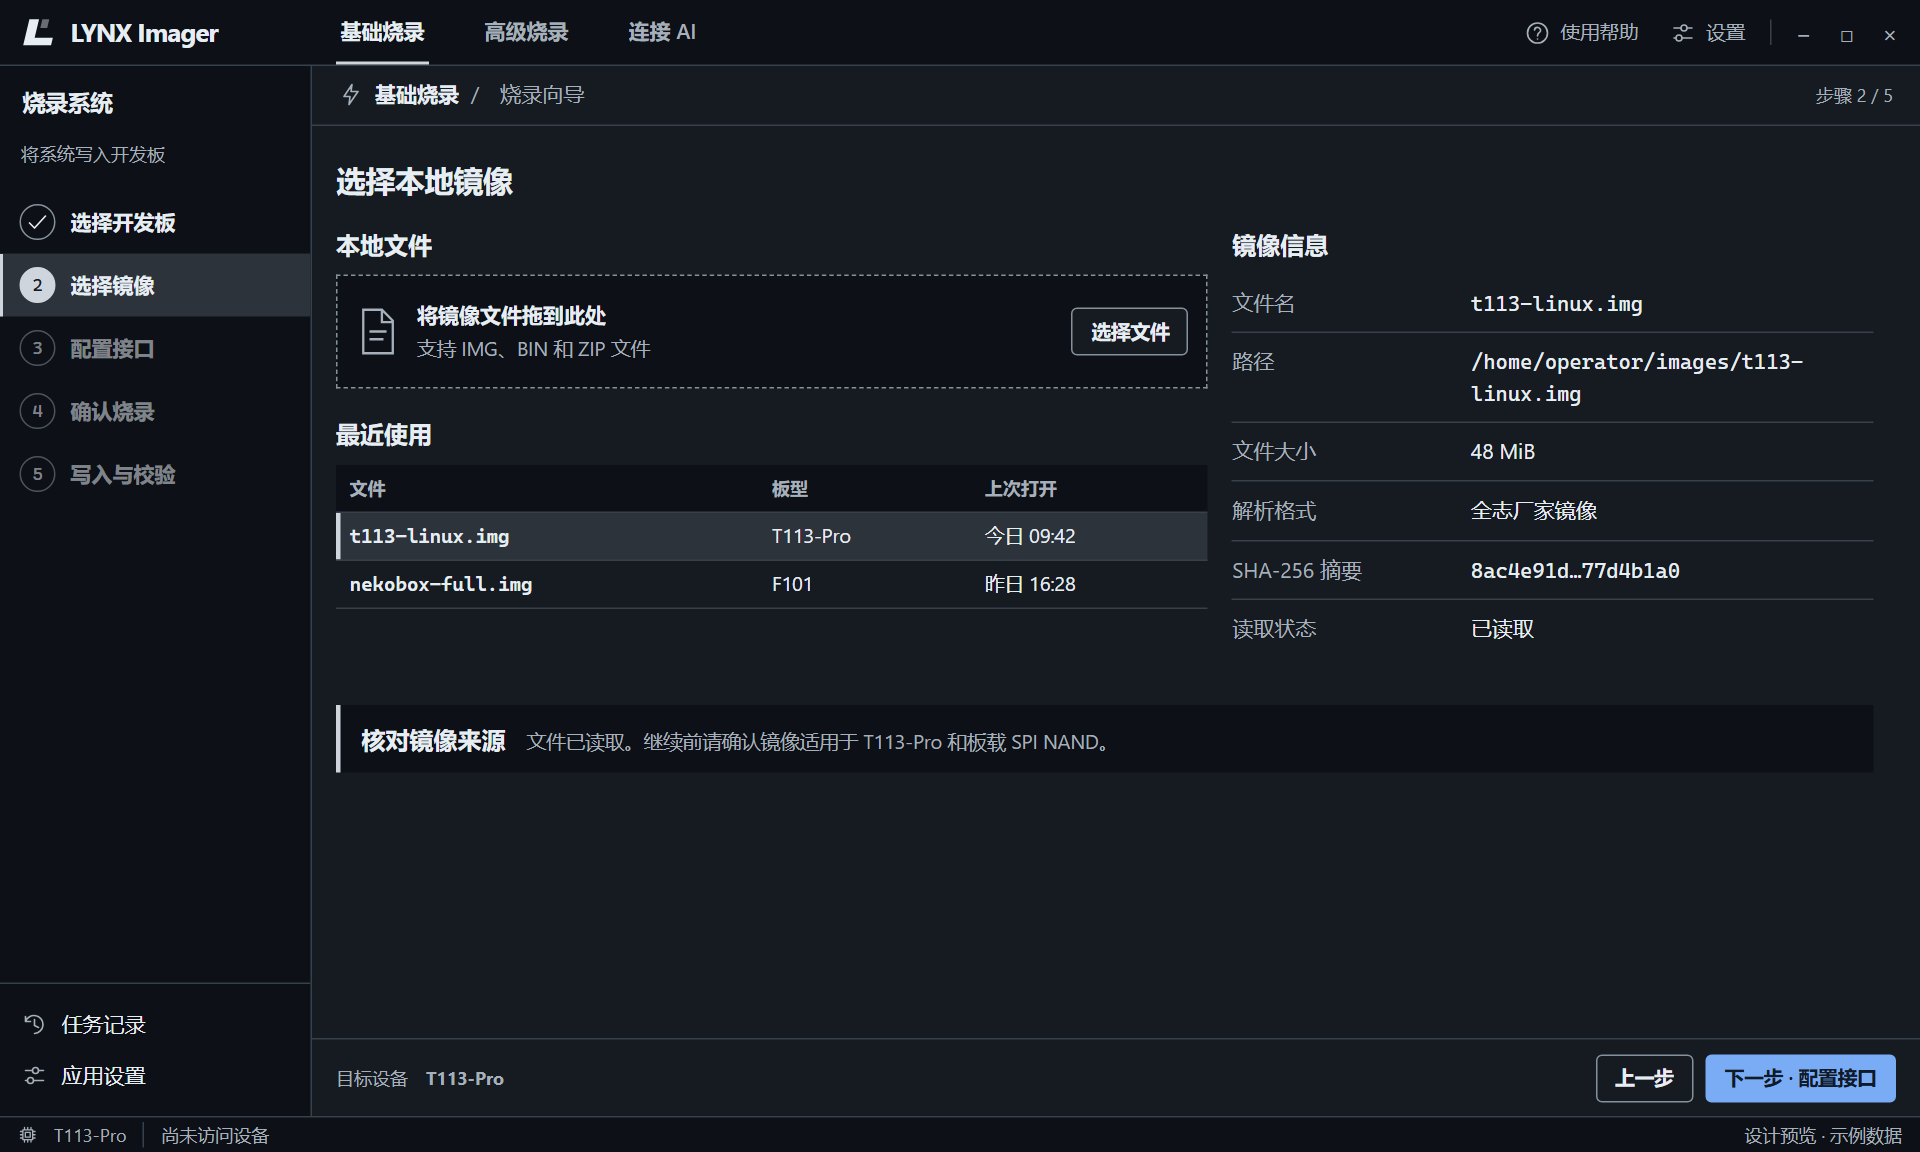 LYNX Imager
基础烧录
高级烧录
连接 AI
使用帮助
设置
烧录系统
将系统写入开发板
选择开发板
2 选择镜像
3 配置接口
4 确认烧录
5 写入与校验
任务记录
应用设置
基础烧录 / 烧录向导
步骤 2 / 5
选择本地镜像
本地文件
将镜像文件拖到此处
支持 IMG、BIN 和 ZIP 文件
选择文件
最近使用
文件 板型 上次打开
t113-linux.img T113-Pro 今日 09:42
nekobox-full.img F101 昨日 16:28
镜像信息
文件名 t113-linux.img
路径 /home/operator/images/t113-
linux.img
文件大小 48 MiB
解析格式 全志厂家镜像
SHA-256 摘要 8ac4e91d…77d4b1a0
读取状态 已读取
核对镜像来源 文件已读取。继续前请确认镜像适用于 T113-Pro 和板载 SPI NAND。
目标设备 T113-Pro
上一步
下一步 · 配置接口
T113-Pro
尚未访问设备
设计预览 · 示例数据